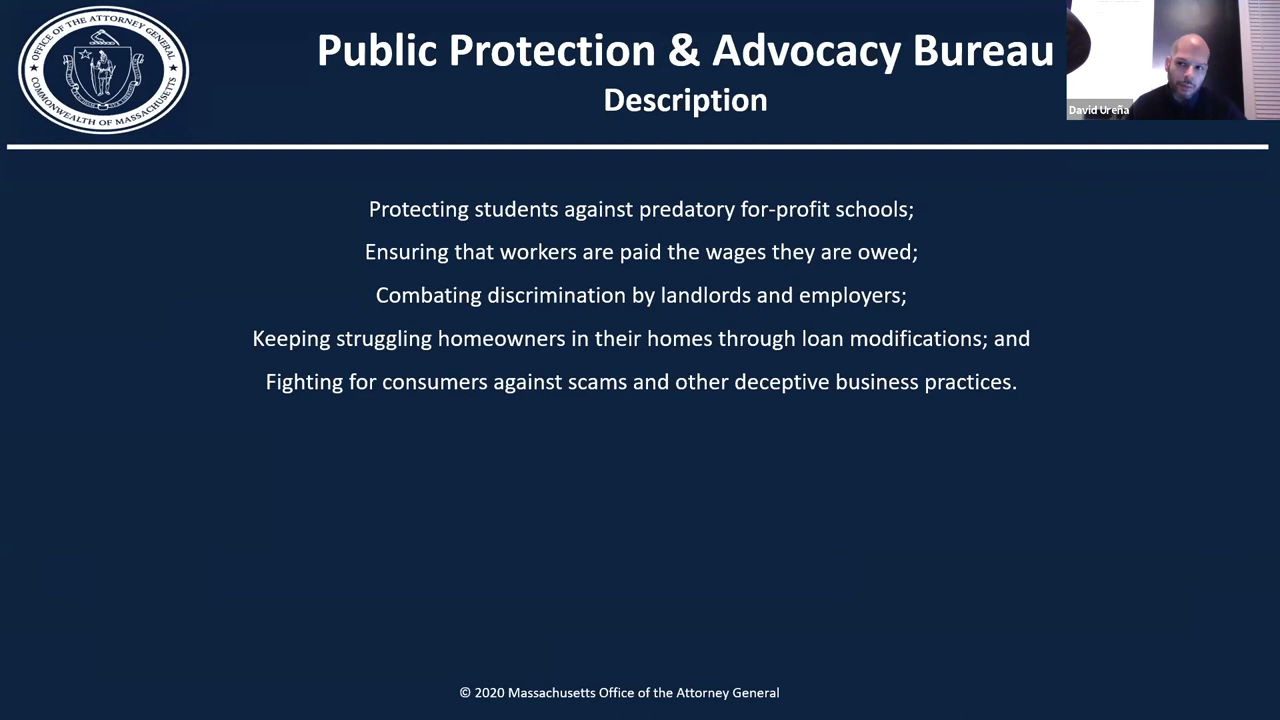 OFFICE OF THE ATTORNEY GENERAL
COMMONWEALTH OF MASSACHUSETTS
Public Protection & Advocacy Bureau
Description
David Ureña
Protecting students against predatory for-profit schools;
Ensuring that workers are paid the wages they are owed;
Combating discrimination by landlords and employers;
Keeping struggling homeowners in their homes through loan modifications; and
Fighting for consumers against scams and other deceptive business practices.
© 2020 Massachusetts Office of the Attorney General